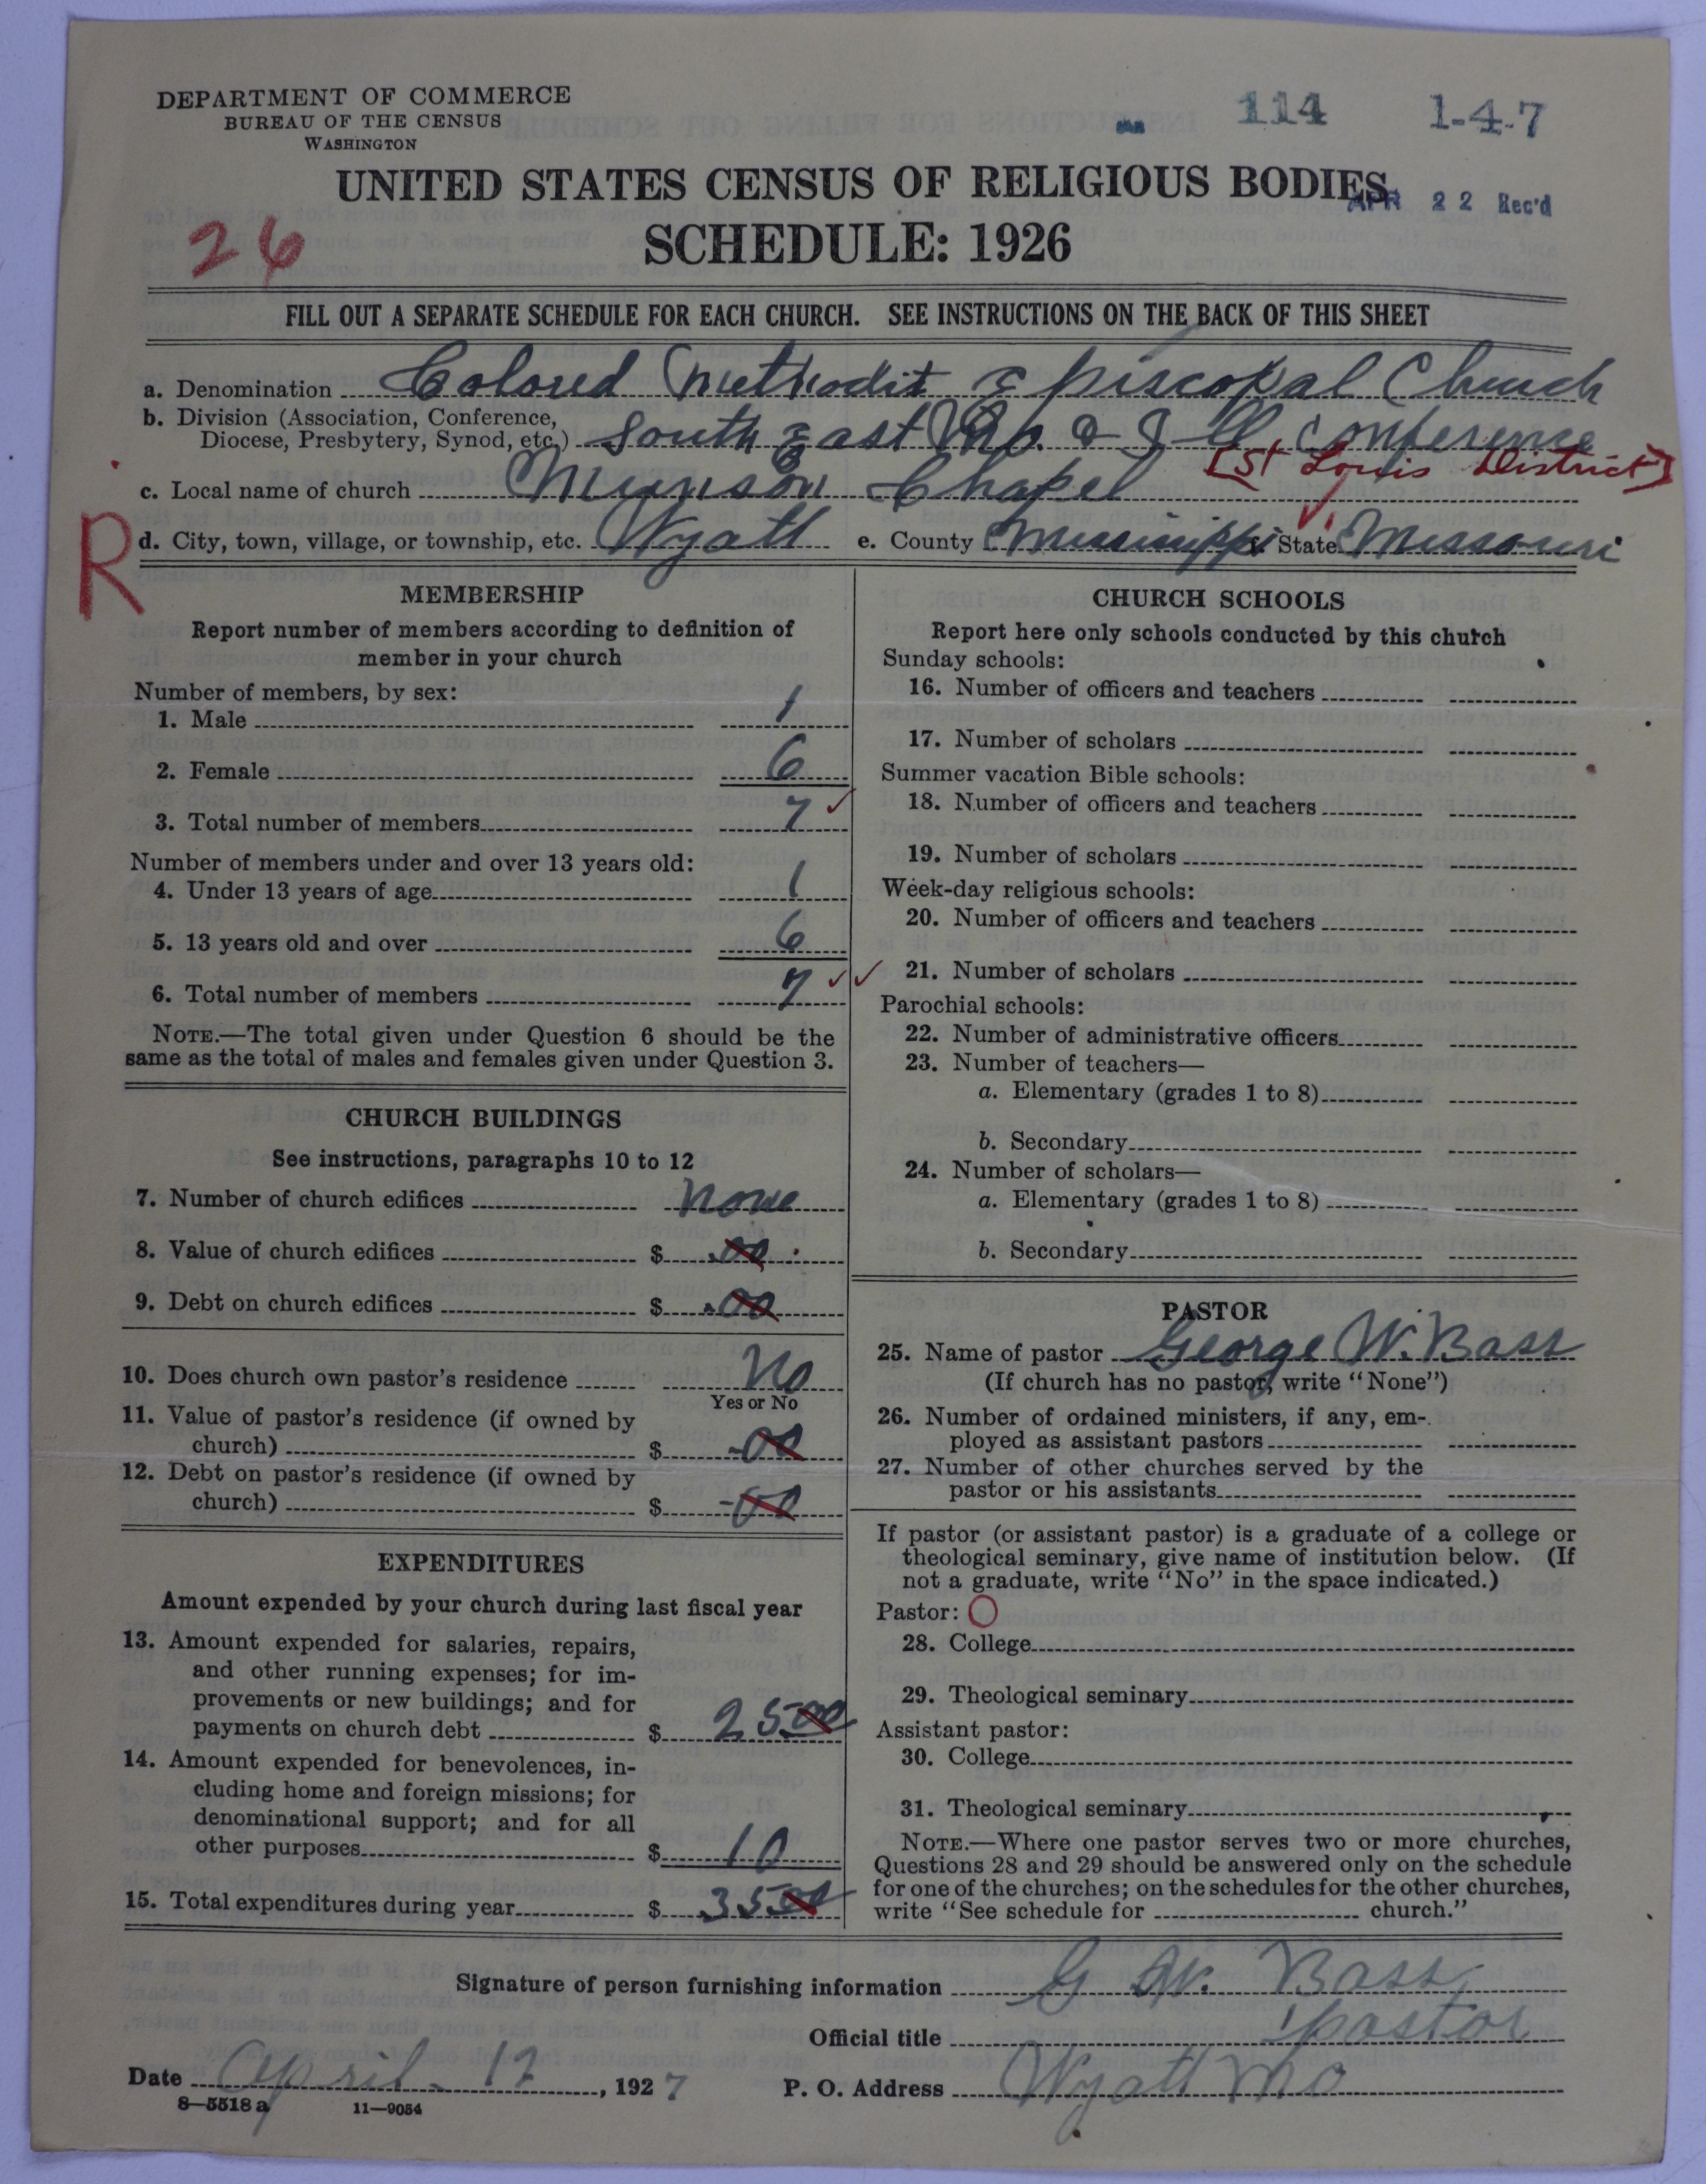 DEPARTMENT OF COMMERCE
BUREAU OF THE CENSUS
WASHINGTON
114 1-4-7
UNITED STATES CENSUS OF RELIGIOUS BODIES
APR 22 Rec'd
SCHEDULE: 1926
26
FILL OUT A SEPARATE SCHEDULE FOR EACH CHURCH. SEE INSTRUCTIONS ON THE BACK OF THIS SHEET
a. Denomination Colored Methodit Episcopal Church
b. Division (Association, Conference,
Diocese, Presbytery, Synod, etc.) South East Mo. & Ill. Conference
[St Louis District]
c. Local name of church Munson Chapel
R
d. City, town, village, or township, etc. Wyatt e. County Mississippi f. State Missouri
MEMBERSHIP
Report number of members according to definition of
member in your church
Number of members, by sex:
1. Male 1
2. Female 6
3. Total number of members 7 ✓
Number of members under and over 13 years old:
4. Under 13 years of age 1
5. 13 years old and over 6
6. Total number of members 7 ✓ ✓
NOTE.—The total given under Question 6 should be the
same as the total of males and females given under Question 3.
CHURCH BUILDINGS
See instructions, paragraphs 10 to 12
7. Number of church edifices None
8. Value of church edifices $ .00
9. Debt on church edifices $ .00
10. Does church own pastor's residence No
Yes or No
11. Value of pastor's residence (if owned by
church) $ -00
12. Debt on pastor's residence (if owned by
church) $ -00
EXPENDITURES
Amount expended by your church during last fiscal year
13. Amount expended for salaries, repairs,
and other running expenses; for im-
provements or new buildings; and for
payments on church debt $ 2500
14. Amount expended for benevolences, in-
cluding home and foreign missions; for
denominational support; and for all
other purposes $ 10
15. Total expenditures during year $ 3500
CHURCH SCHOOLS
Report here only schools conducted by this church
Sunday schools:
16. Number of officers and teachers
17. Number of scholars
Summer vacation Bible schools:
18. Number of officers and teachers
19. Number of scholars
Week-day religious schools:
20. Number of officers and teachers
21. Number of scholars
Parochial schools:
22. Number of administrative officers
23. Number of teachers—
a. Elementary (grades 1 to 8)
b. Secondary
24. Number of scholars—
a. Elementary (grades 1 to 8)
b. Secondary
PASTOR
25. Name of pastor George W. Bass
(If church has no pastor, write "None")
26. Number of ordained ministers, if any, em-
ployed as assistant pastors
27. Number of other churches served by the
pastor or his assistants
If pastor (or assistant pastor) is a graduate of a college or
theological seminary, give name of institution below. (If
not a graduate, write "No" in the space indicated.)
Pastor: O
28. College
29. Theological seminary
Assistant pastor:
30. College
31. Theological seminary
NOTE.—Where one pastor serves two or more churches,
Questions 28 and 29 should be answered only on the schedule
for one of the churches; on the schedules for the other churches,
write "See schedule for church."
Signature of person furnishing information G. W. Bass
Official title pastor
Date April 12, 1927 P. O. Address Wyatt Mo
8—5518 a 11—9054